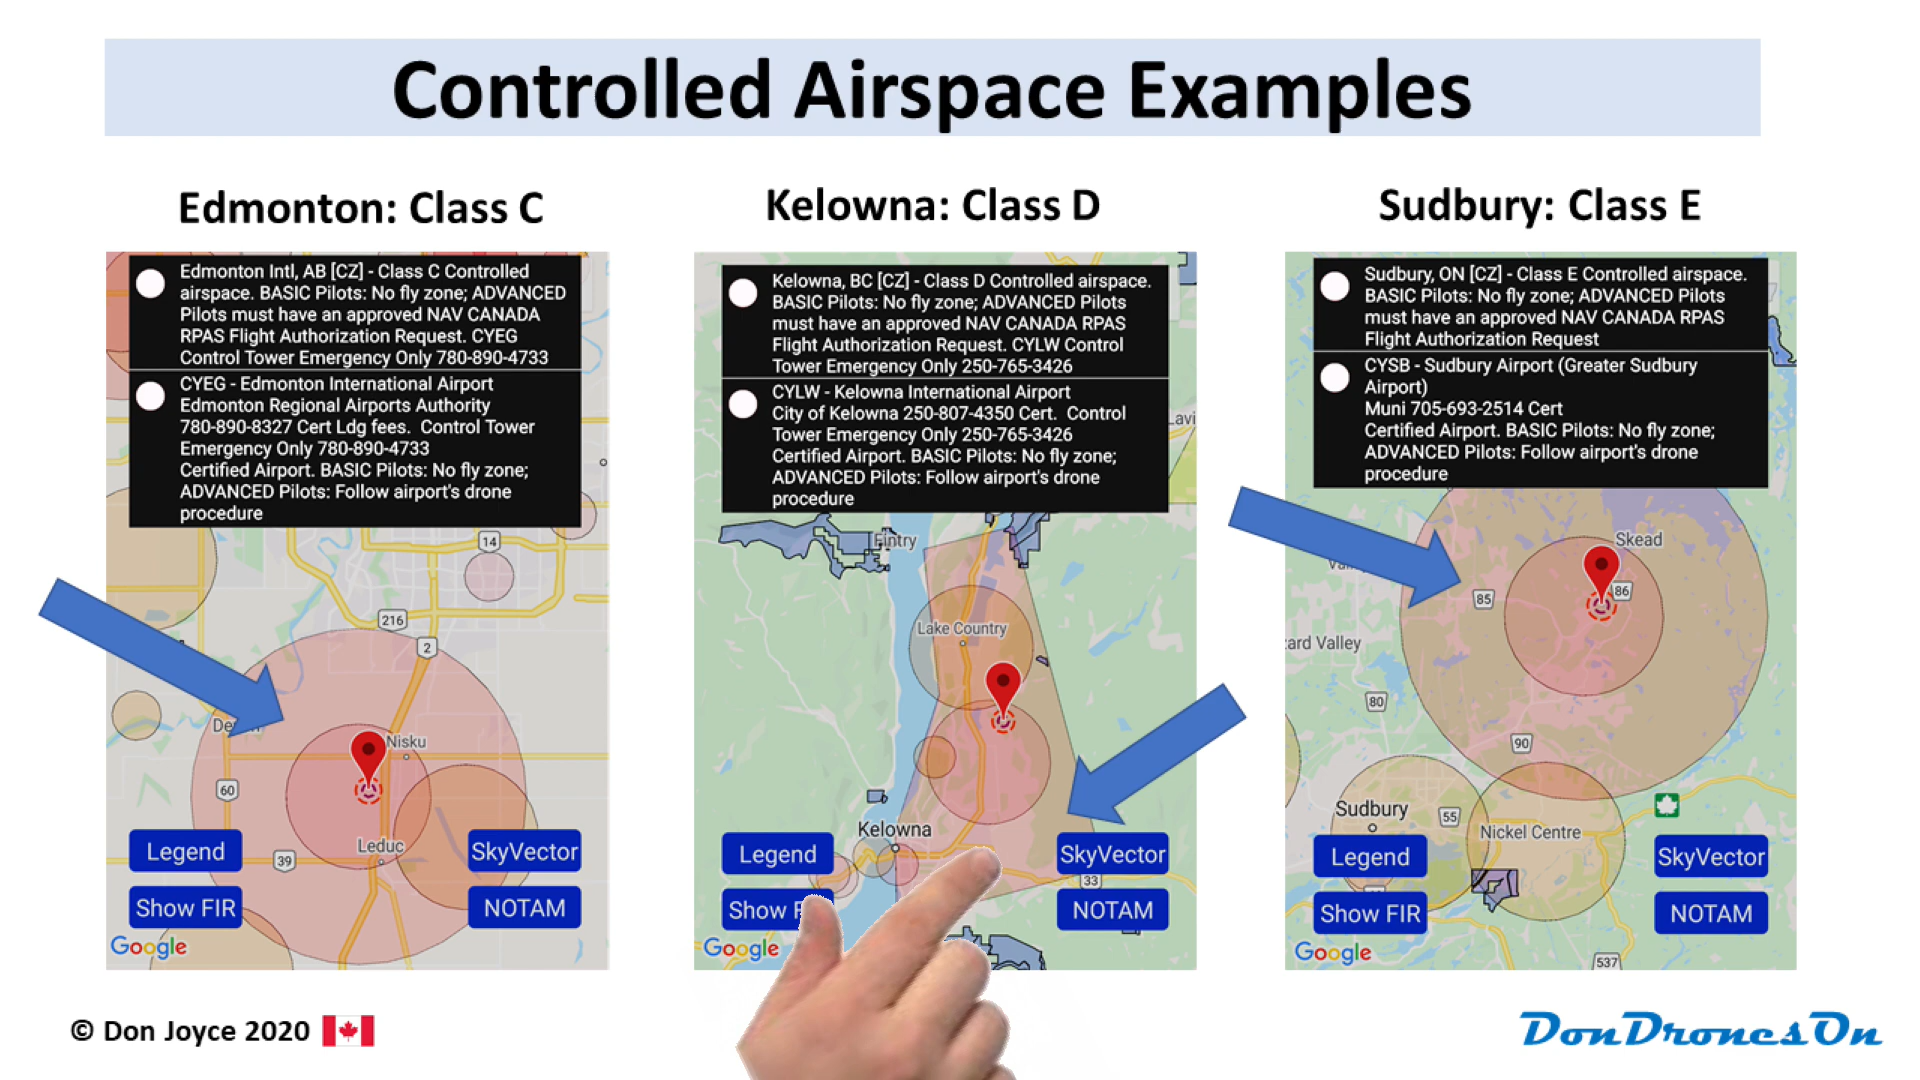 Controlled Airspace Examples
Edmonton: Class C
Edmonton Intl, AB [CZ] - Class C Controlled
airspace. BASIC Pilots: No fly zone; ADVANCED
Pilots must have an approved NAV CANADA
RPAS Flight Authorization Request. CYEG
Control Tower Emergency Only 780-890-4733
CYEG - Edmonton International Airport
Edmonton Regional Airports Authority
780-890-8327 Cert Ldg fees. Control Tower
Emergency Only 780-890-4733
Certified Airport. BASIC Pilots: No fly zone;
ADVANCED Pilots: Follow airport's drone
procedure
14
216
2
Nisku
60
Leduc
39
Legend
SkyVector
Show FIR
NOTAM
Google
Kelowna: Class D
Kelowna, BC [CZ] - Class D Controlled airspace.
BASIC Pilots: No fly zone; ADVANCED Pilots
must have an approved NAV CANADA RPAS
Flight Authorization Request. CYLW Control
Tower Emergency Only 250-765-3426
CYLW - Kelowna International Airport
City of Kelowna 250-807-4350 Cert. Control
Tower Emergency Only 250-765-3426
Certified Airport. BASIC Pilots: No fly zone;
ADVANCED Pilots: Follow airport's drone
procedure
Lavi
Fintry
Lake Country
Kelowna
Legend
SkyVector
33
Show F
NOTAM
Google
Sudbury: Class E
Sudbury, ON [CZ] - Class E Controlled airspace.
BASIC Pilots: No fly zone; ADVANCED Pilots
must have an approved NAV CANADA RPAS
Flight Authorization Request
CYSB - Sudbury Airport (Greater Sudbury
Airport)
Muni 705-693-2514 Cert
Certified Airport. BASIC Pilots: No fly zone;
ADVANCED Pilots: Follow airport's drone
procedure
Skead
86
85
ard Valley
80
90
Sudbury
55
Nickel Centre
Legend
SkyVector
Show FIR
NOTAM
Google
537
© Don Joyce 2020
DonDronesOn